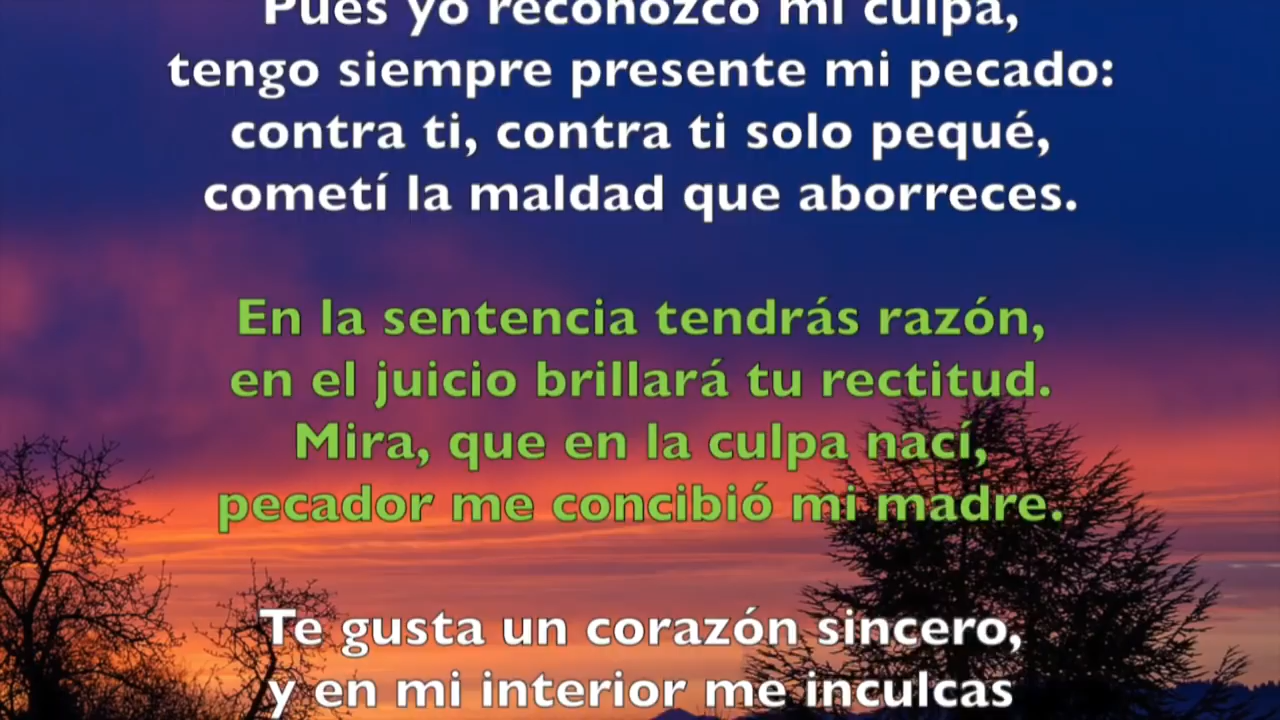 Pues yo reconozco mi culpa,
tengo siempre presente mi pecado:
contra ti, contra ti solo pequé,
cometí la maldad que aborreces.
En la sentencia tendrás razón,
en el juicio brillará tu rectitud.
Mira, que en la culpa nací,
pecador me concibió mi madre.
Te gusta un corazón sincero,
y en mi interior me inculcas